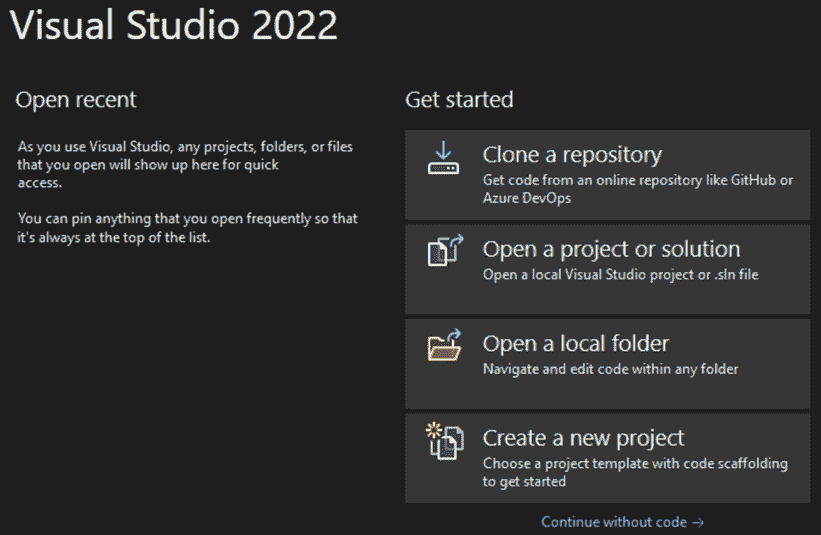 Visual Studio 2022
Open recent
As you use Visual Studio, any projects, folders, or files
that you open will show up here for quick
access.
You can pin anything that you open frequently so that
it's always at the top of the list.
Get started
Clone a repository
Get code from an online repository like GitHub or
Azure DevOps
Open a project or solution
Open a local Visual Studio project or .sln file
Open a local folder
Navigate and edit code within any folder
Create a new project
Choose a project template with code scaffolding
to get started
Continue without code →